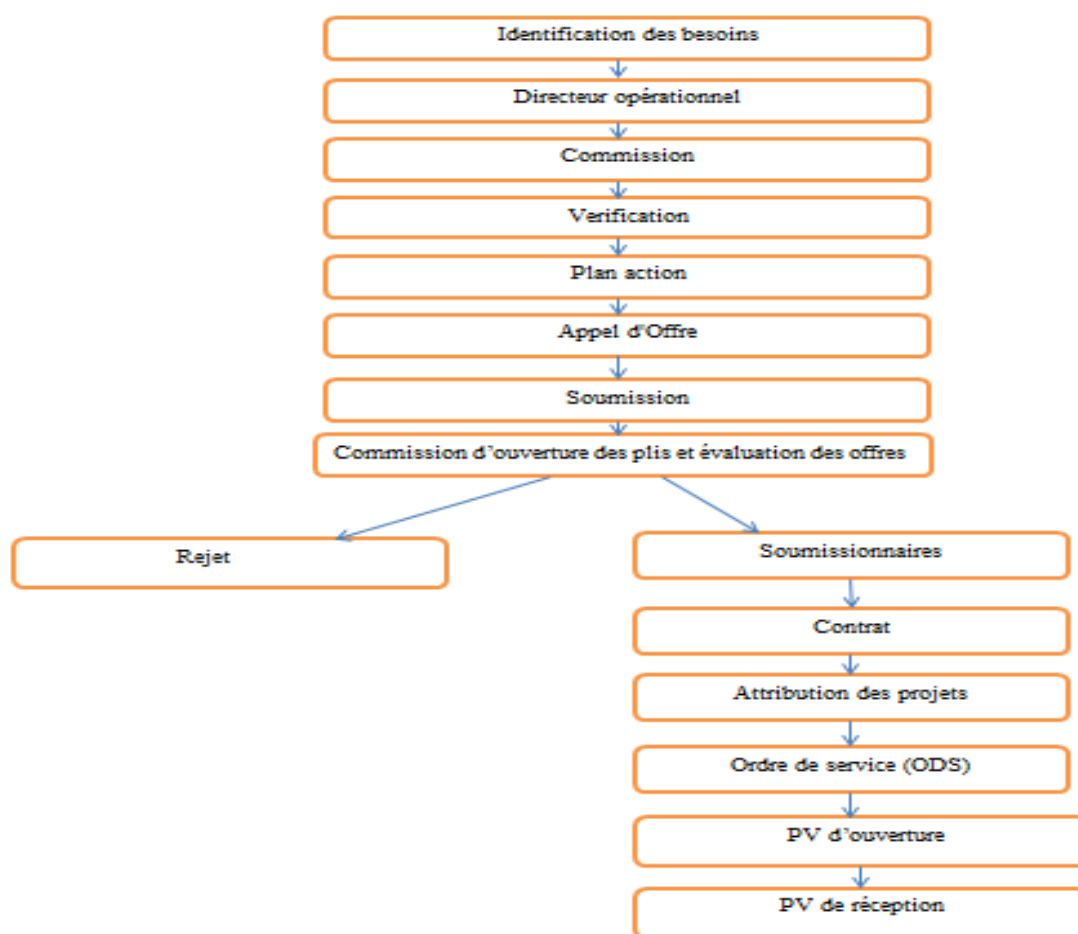 Identification des besoins
Directeur opérationnel
Commission
Verification
Plan action
Appel d'Offre
Soumission
Commission d’ouverture des plis et évaluation des offres
Rejet
Soumissionnaires
Contrat
Attribution des projets
Ordre de service (ODS)
PV d’ouverture
PV de réception